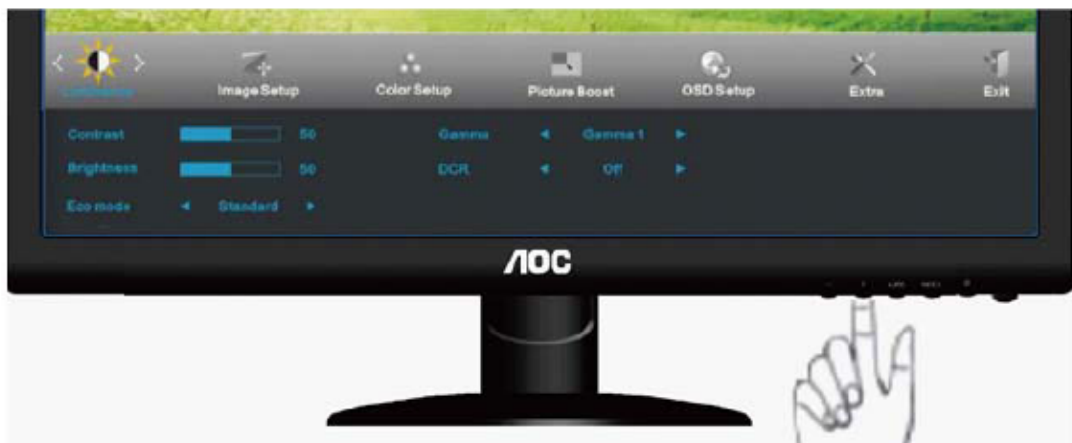 Luminance Image Setup Color Setup Picture Boost OSD Setup Extra Exit
Contrast 50 Gamma Gamma 1
Brightness 50 DCR Off
Eco mode Standard
AOC